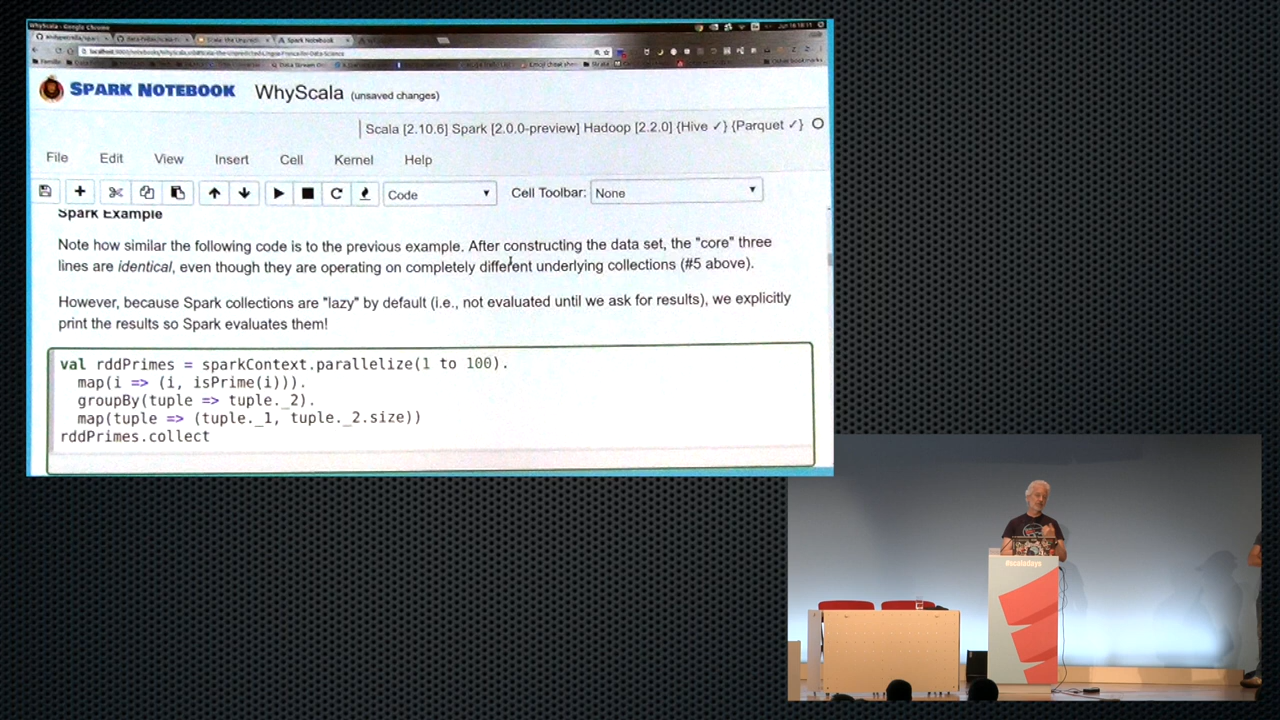 WhyScala - Google Chrome
Spark Notebook
SPARK NOTEBOOK WhyScala (unsaved changes)
Scala [2.10.6] Spark [2.0.0-preview] Hadoop [2.2.0] {Hive ✓} {Parquet ✓}
File Edit View Insert Cell Kernel Help
Code Cell Toolbar: None
Spark Example
Note how similar the following code is to the previous example. After constructing the data set, the "core" three
lines are identical, even though they are operating on completely different underlying collections (#5 above).
However, because Spark collections are "lazy" by default (i.e., not evaluated until we ask for results), we explicitly
print the results so Spark evaluates them!
val rddPrimes = sparkContext.parallelize(1 to 100).
map(i => (i, isPrime(i))).
groupBy(tuple => tuple._2).
map(tuple => (tuple._1, tuple._2.size))
rddPrimes.collect
#scaladays